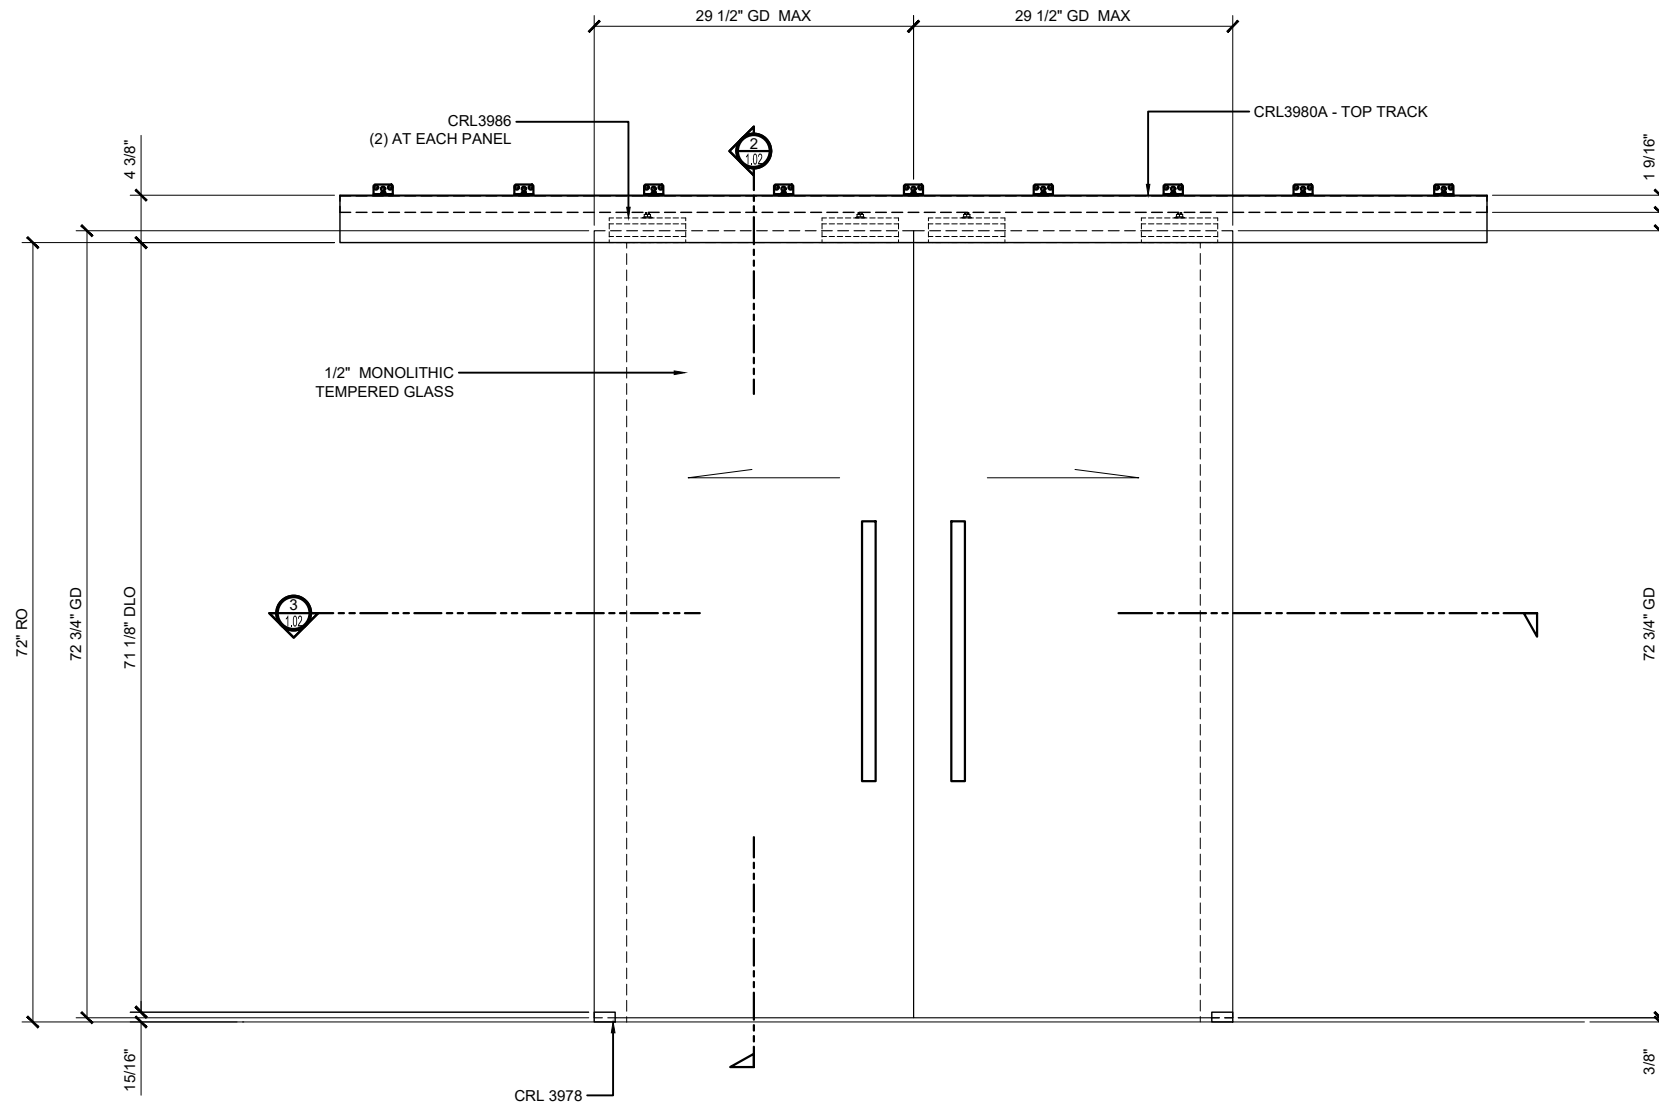 29 1/2" GD  MAX
29 1/2" GD  MAX
CRL3986
(2) AT EACH PANEL
CRL3980A - TOP TRACK
2
1.02
4 3/8"
1 9/16"
1/2"  MONOLITHIC
TEMPERED GLASS
3
1.02
72" RO
72 3/4" GD
71 1/8" DLO
72 3/4" GD
15/16"
3/8"
CRL 3978